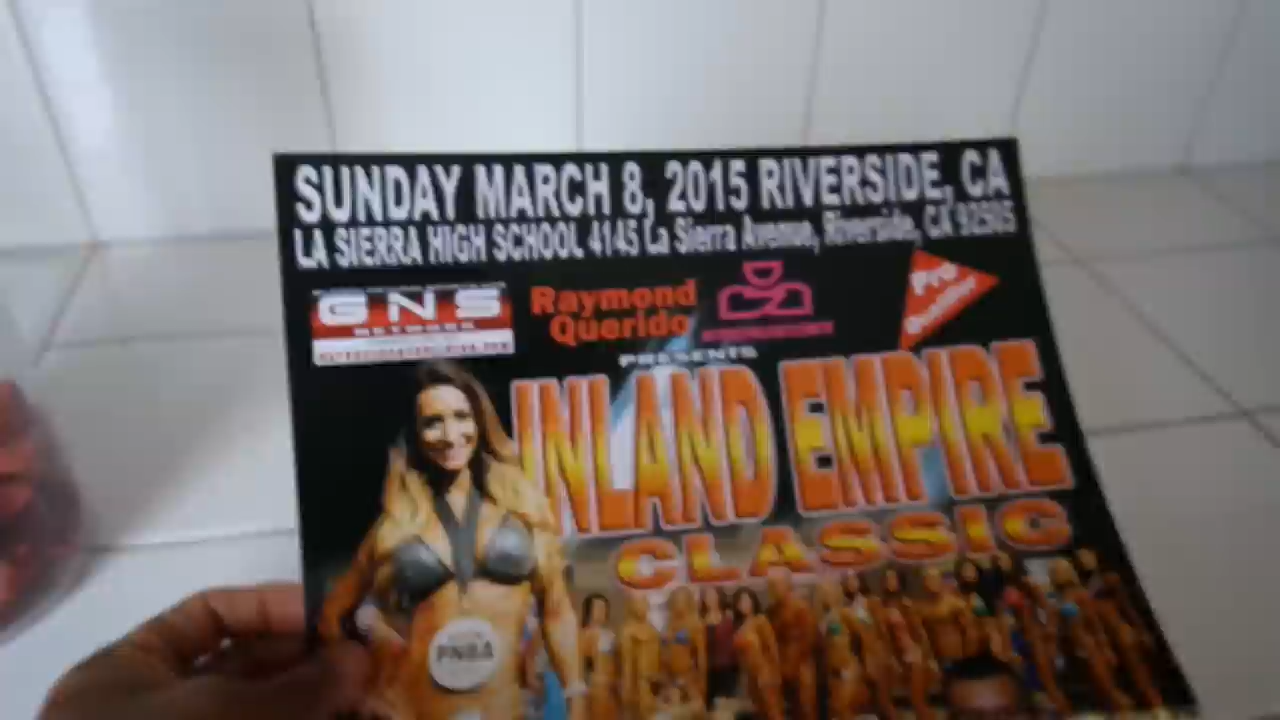 SUNDAY MARCH 8, 2015 RIVERSIDE, CA
LA SIERRA HIGH SCHOOL 4145 La Sierra Avenue, Riverside, CA 92505
GNS
NETWORK
Raymond
Querido
Pro
Qualifier
PRESENTS
INLAND EMPIRE
CLASSIC
PNBA